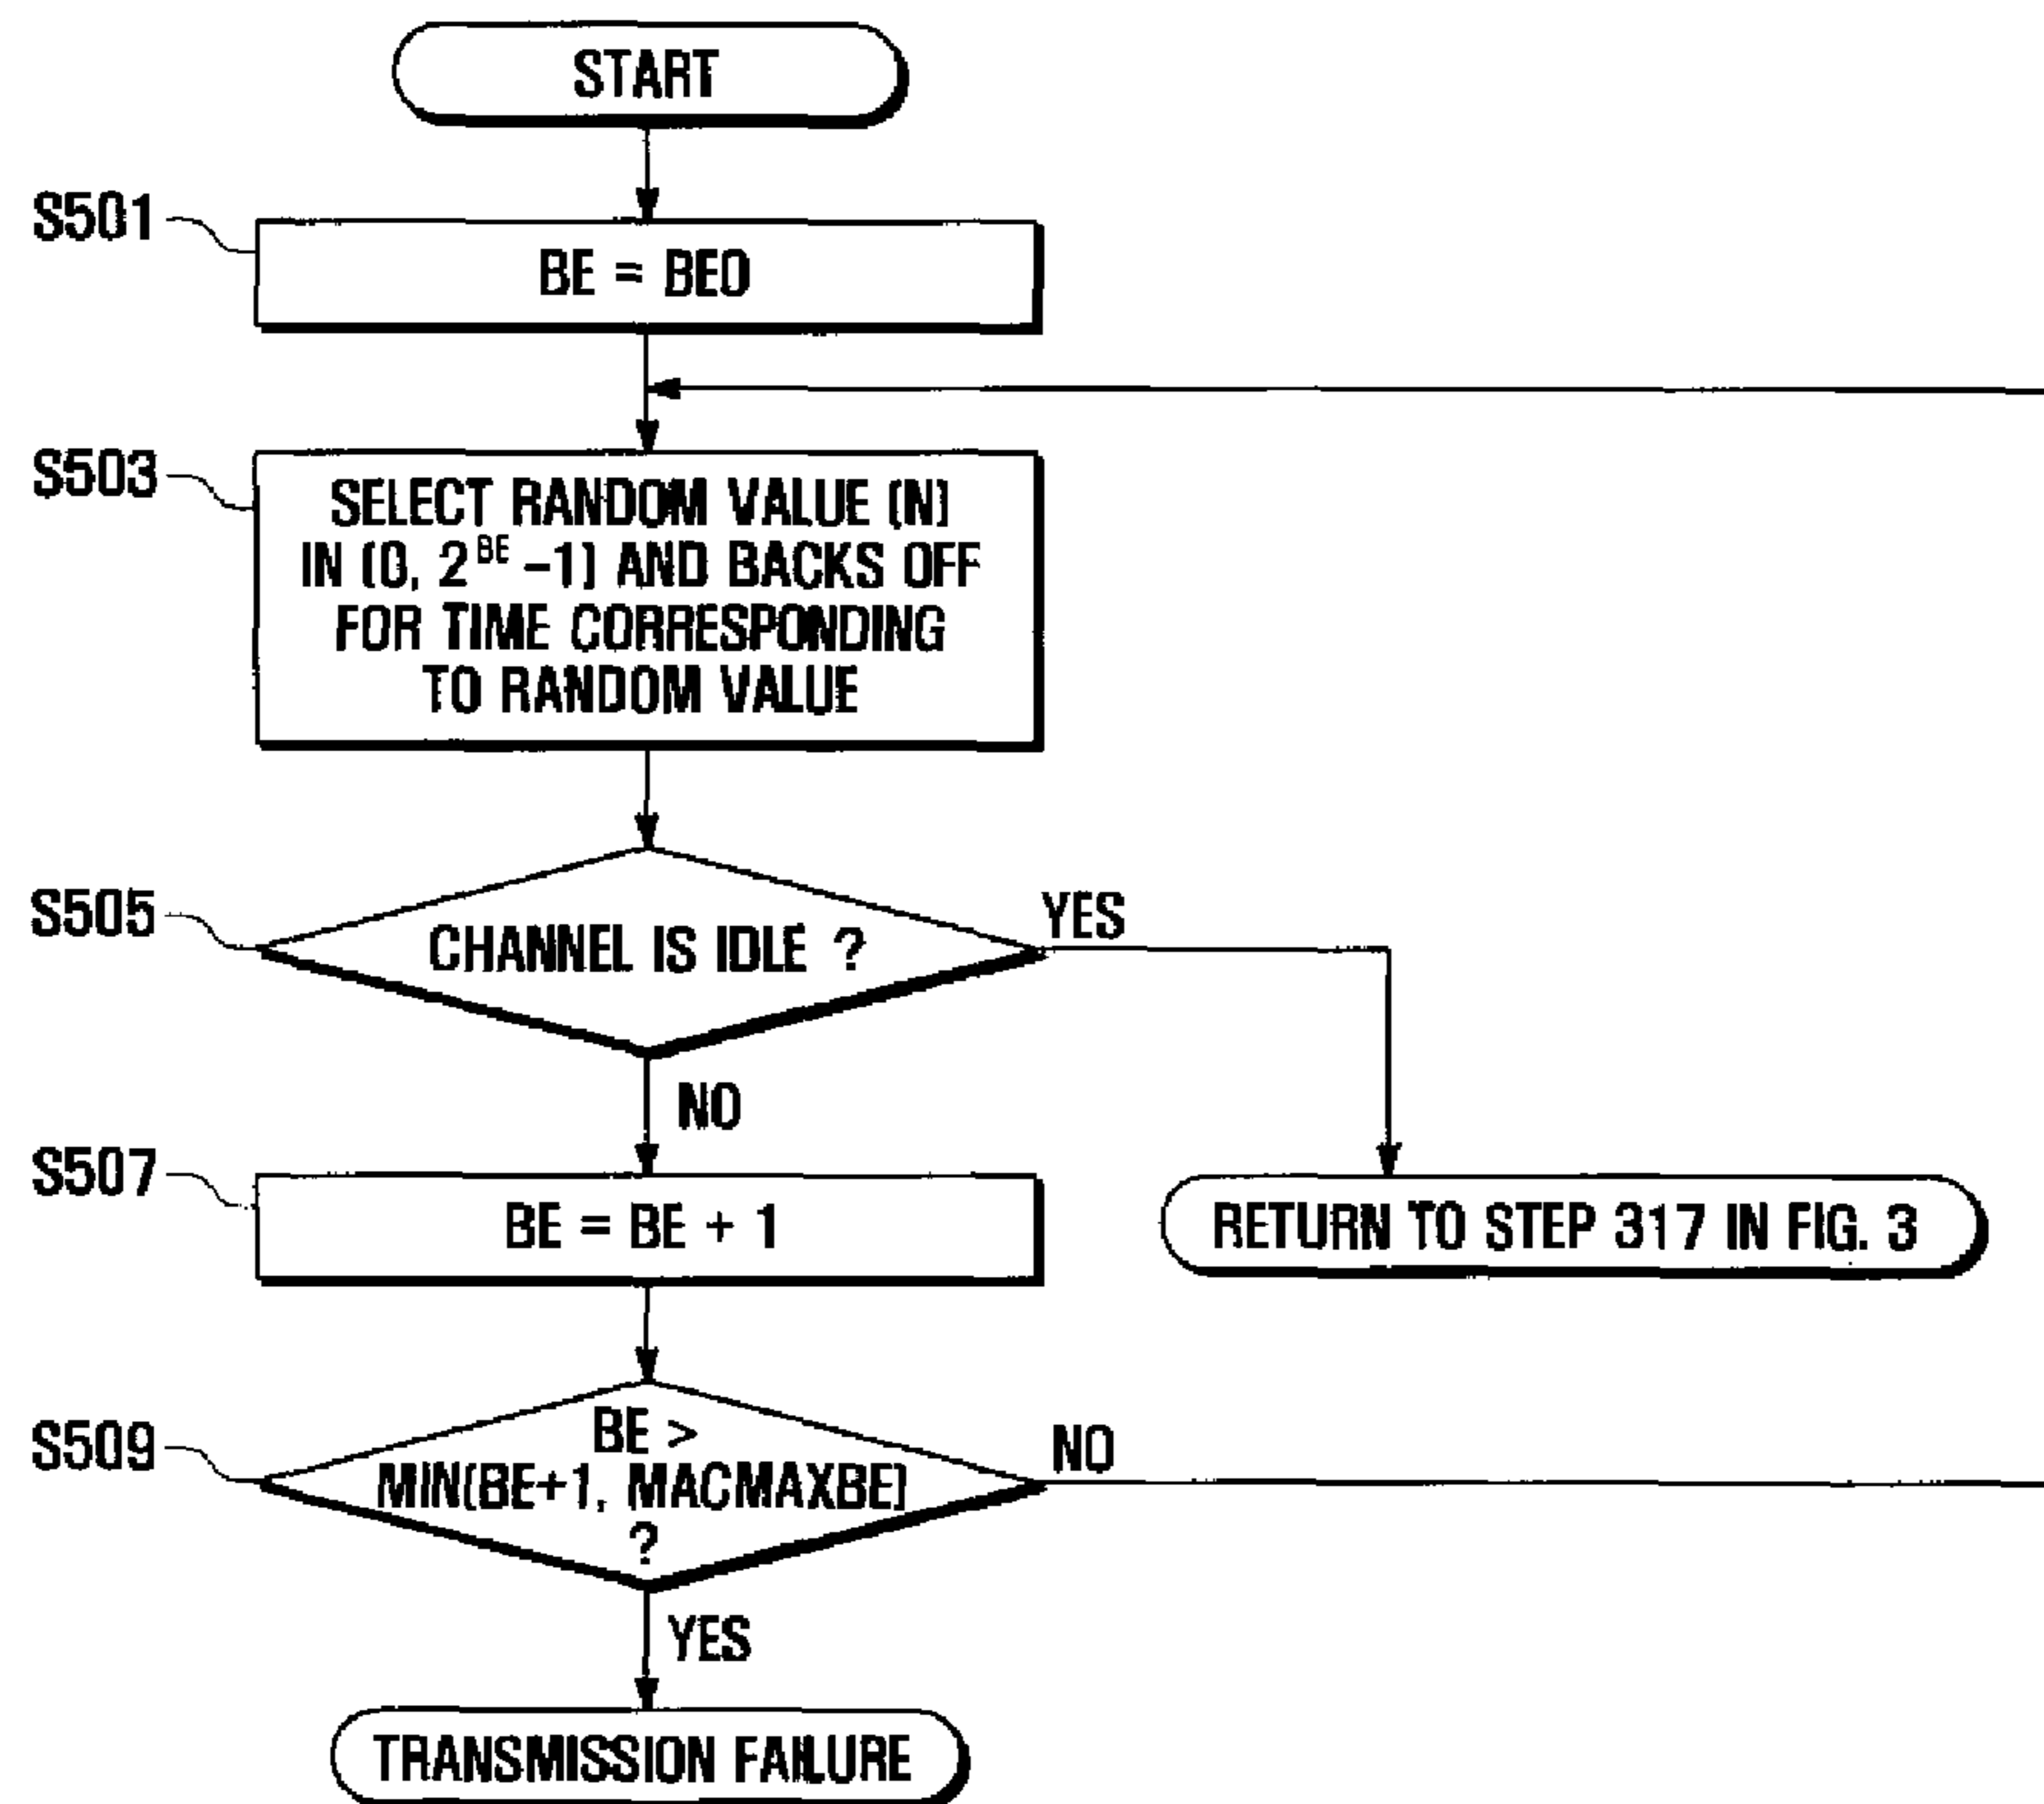 START
S501
BE = BE0
S503
SELECT RANDOM VALUE (N)
IN (0, 2^BE -1) AND BACKS OFF
FOR TIME CORRESPONDING
TO RANDOM VALUE
S505
CHANNEL IS IDLE ?
YES
NO
S507
BE = BE + 1
RETURN TO STEP 317 IN FIG. 3
S509
BE >
MIN(BE+1, MACMAXBE)
?
NO
YES
TRANSMISSION FAILURE